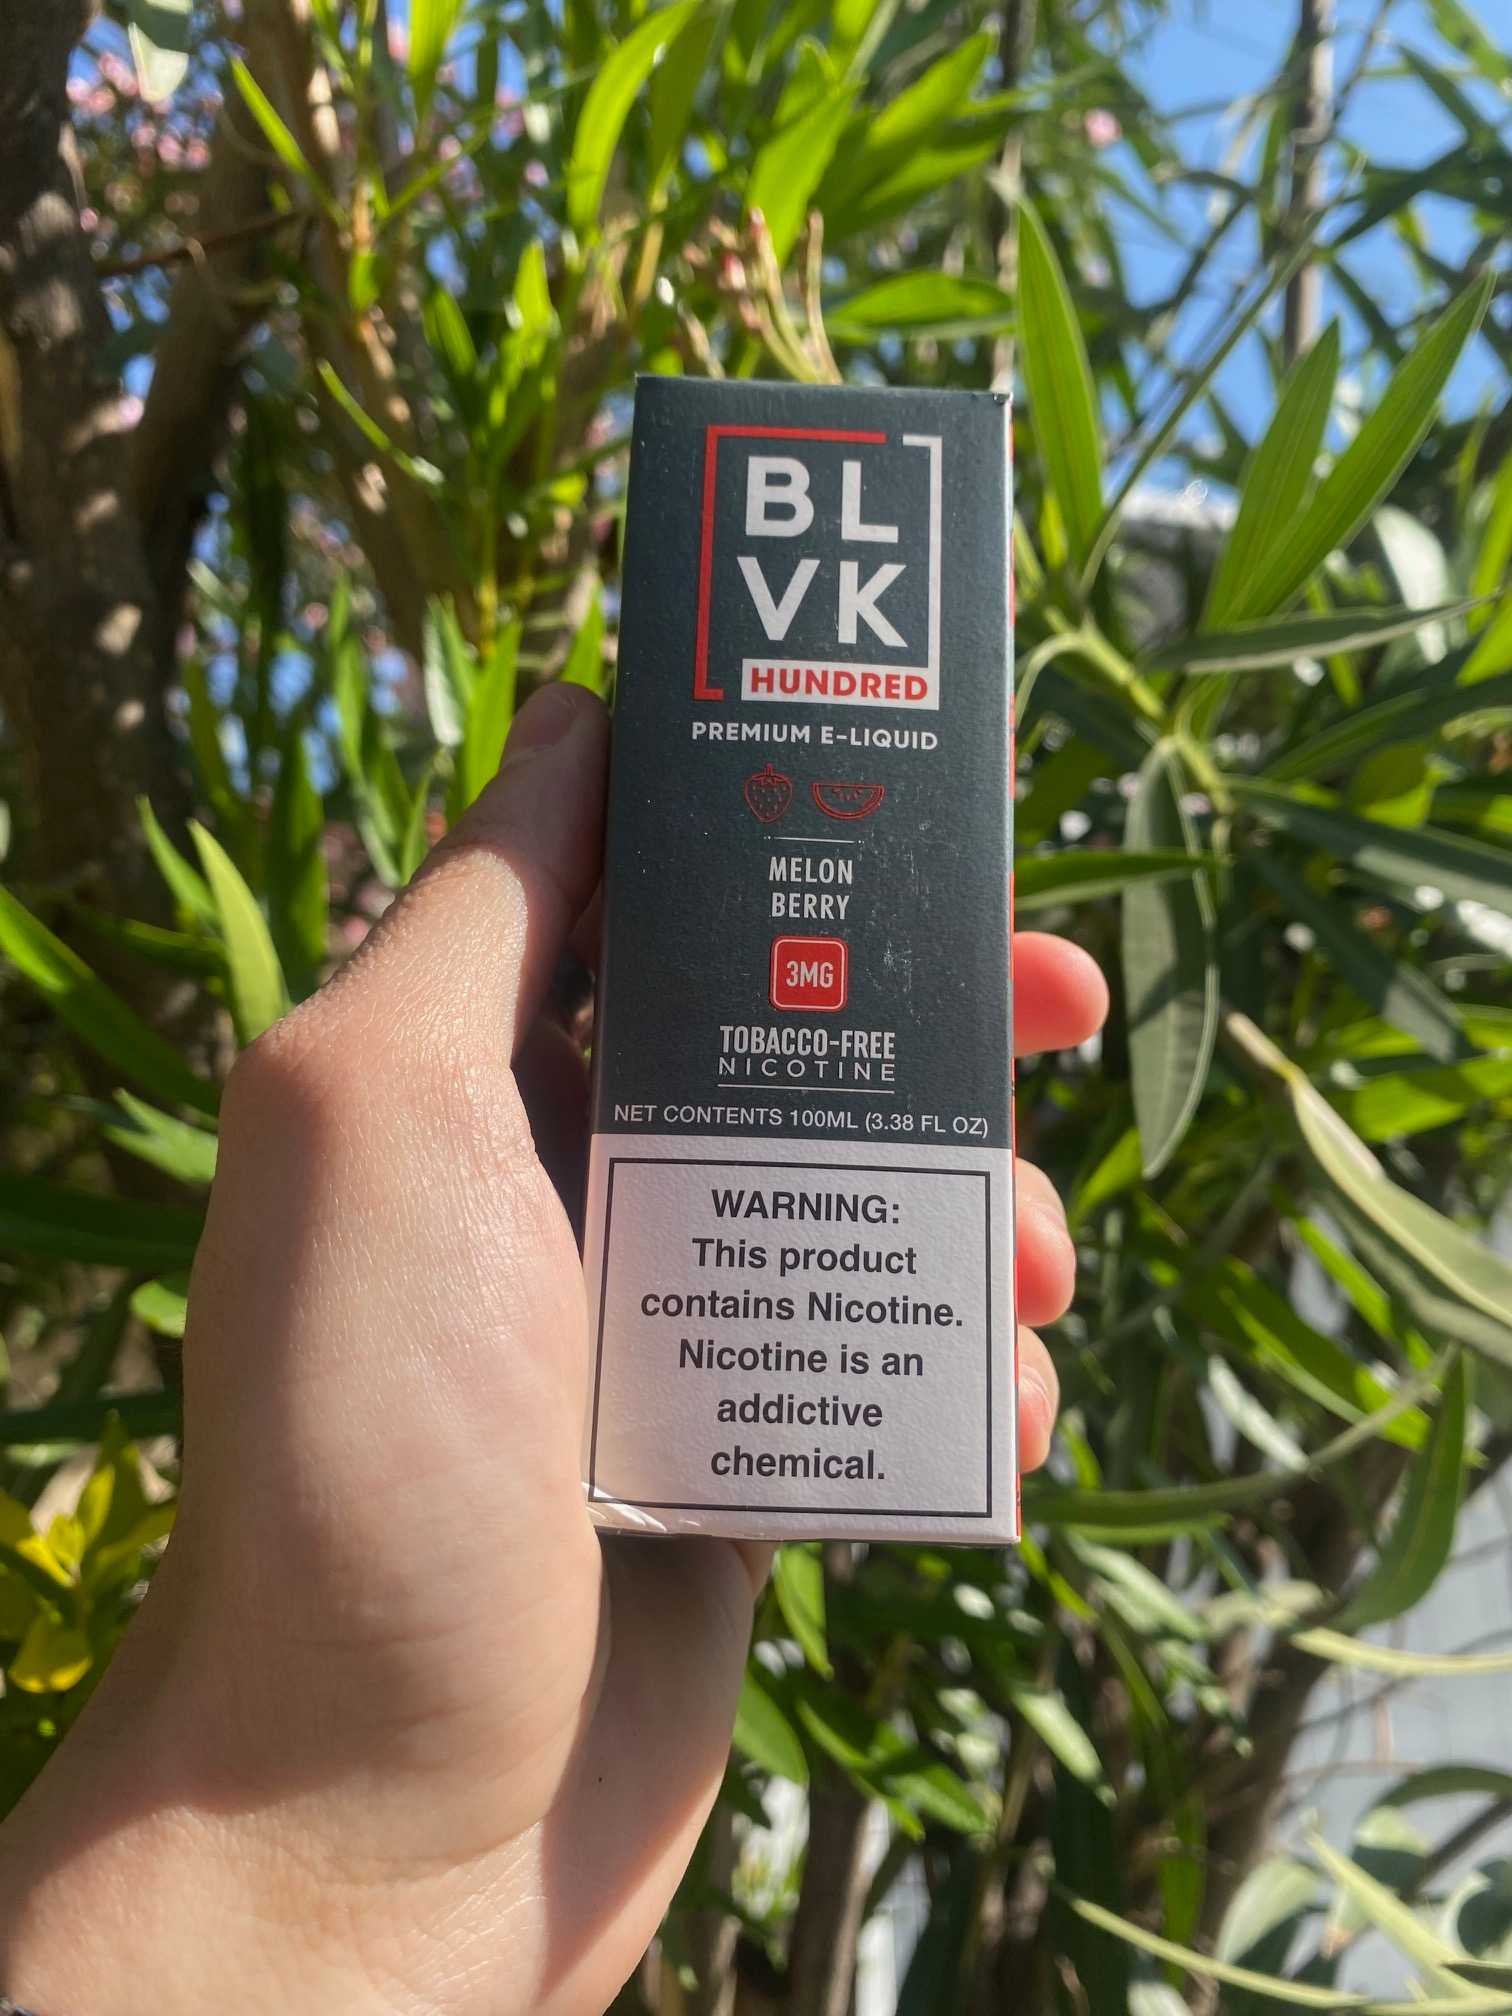 BL
VK
HUNDRED
PREMIUM E-LIQUID
MELON
BERRY
3MG
TOBACCO-FREE
NICOTINE
NET CONTENTS 100ML (3.38 FL OZ)
WARNING:
This product
contains Nicotine.
Nicotine is an
addictive
chemical.